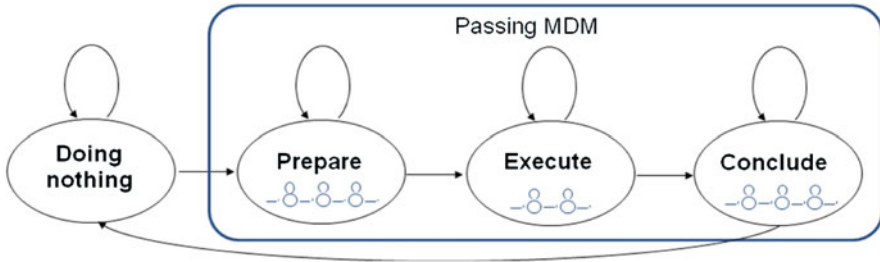 Passing MDM
Doing
nothing
Prepare
Execute
Conclude